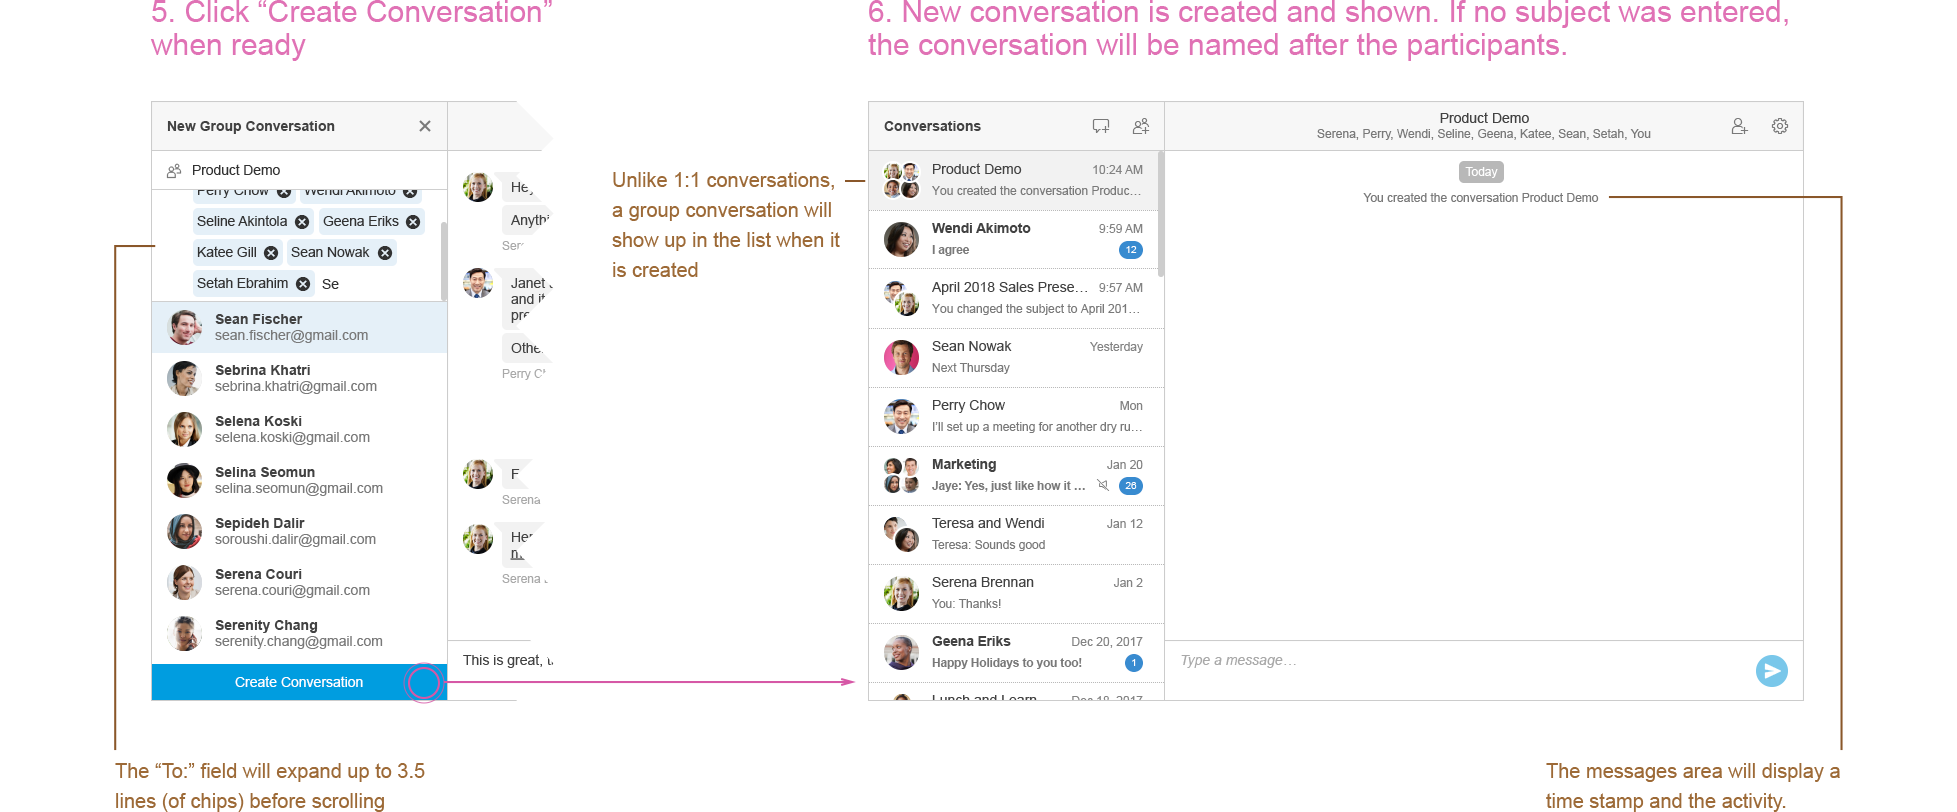 5. Click “Create Conversation”
when ready
6. New conversation is created and shown. If no subject was entered,
the conversation will be named after the participants.
New Group Conversation
Product Demo
Perry Chow
Wendi Akimoto
Seline Akintola
Geena Eriks
Katee Gill
Sean Nowak
Setah Ebrahim
Se
Sean Fischer
sean.fischer@gmail.com
Sebrina Khatri
sebrina.khatri@gmail.com
Selena Koski
selena.koski@gmail.com
Selina Seomun
selina.seomun@gmail.com
Sepideh Dalir
soroushi.dalir@gmail.com
Serena Couri
serena.couri@gmail.com
Serenity Chang
serenity.chang@gmail.com
Create Conversation
Janet
and it
Perry C
Serena
Serena
This is great,
Unlike 1:1 conversations,
a group conversation will
show up in the list when it
is created
Conversations
Product Demo
10:24 AM
You created the conversation Produc…
Wendi Akimoto
9:59 AM
I agree
12
April 2018 Sales Prese…
9:57 AM
You changed the subject to April 201…
Sean Nowak
Yesterday
Next Thursday
Perry Chow
Mon
I’ll set up a meeting for another dry ru…
Marketing
Jan 20
Jaye: Yes, just like how it …
26
Teresa and Wendi
Jan 12
Teresa: Sounds good
Serena Brennan
Jan 2
You: Thanks!
Geena Eriks
Dec 20, 2017
Happy Holidays to you too!
1
Lunch and Learn
Dec 18, 2017
Product Demo
Serena, Perry, Wendi, Seline, Geena, Katee, Sean, Setah, You
Today
You created the conversation Product Demo
Type a message…
The “To:” field will expand up to 3.5
lines (of chips) before scrolling
The messages area will display a
time stamp and the activity.